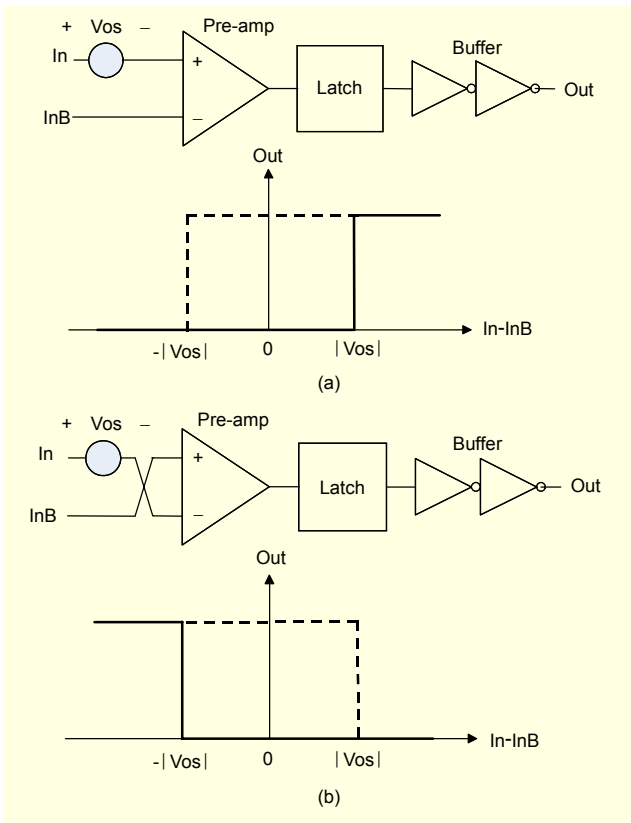 + Vos − Pre-amp
In + Latch Buffer Out
InB −
Out
In-InB
-|Vos| 0 |Vos|
(a)
+ Vos − Pre-amp
In + Latch Buffer Out
InB −
Out
In-InB
-|Vos| 0 |Vos|
(b)